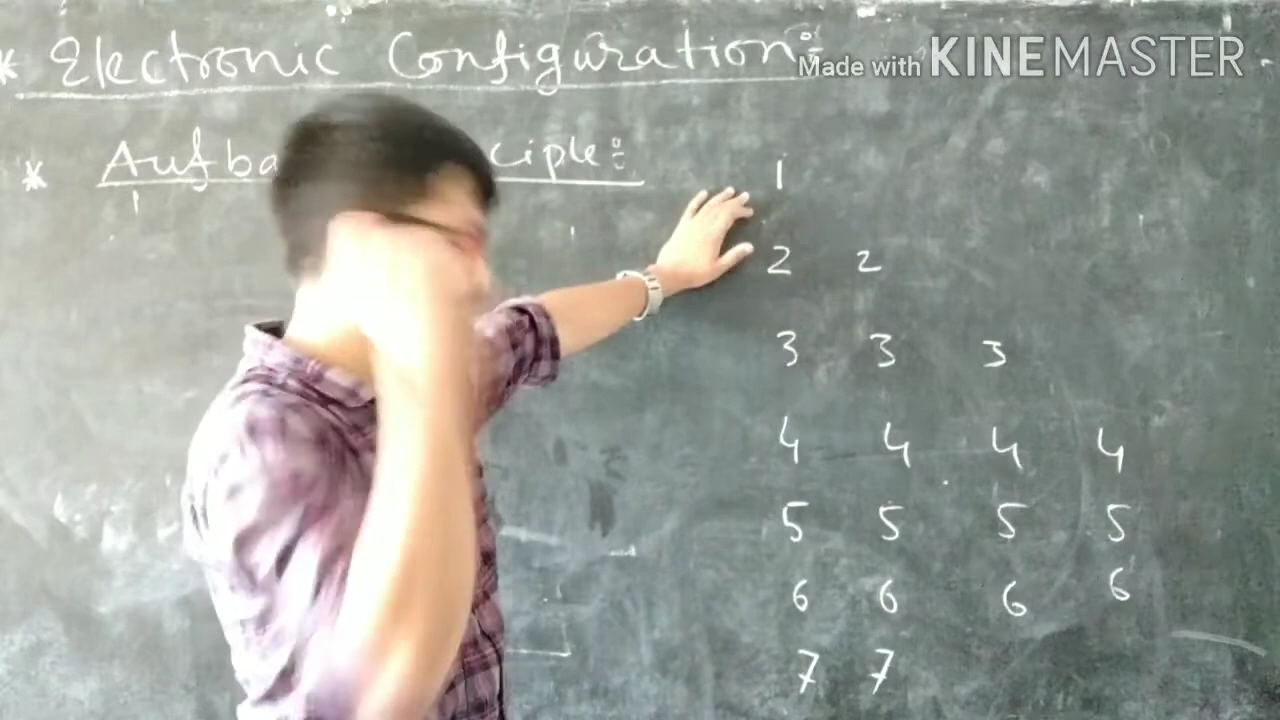 * Electronic Configuration:
Made with KINEMASTER
* Aufba ciple:
1
2 2
3 3 3
4 4 4 4
5 5 5 5
6 6 6 6
7 7